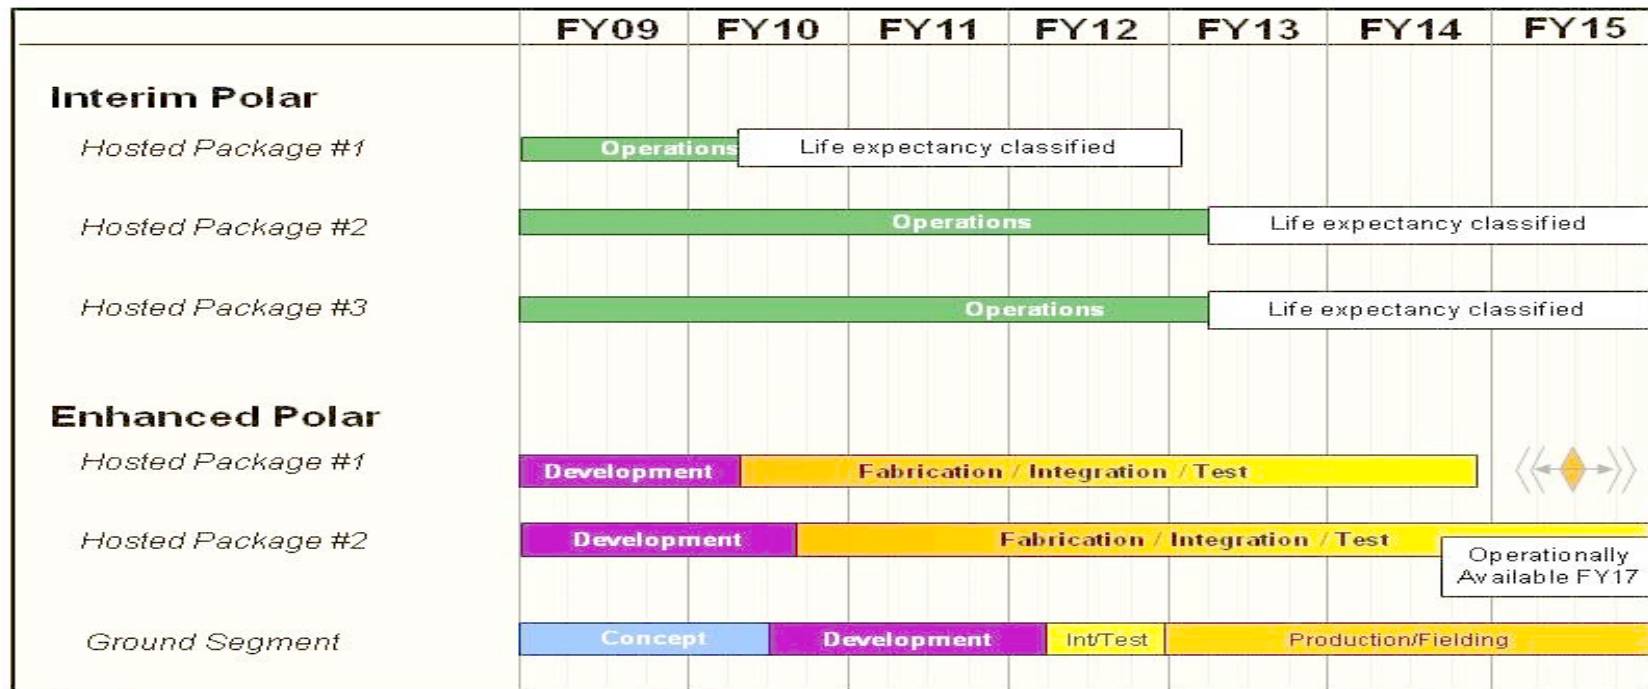 FY09 FY10 FY11 FY12 FY13 FY14 FY15
Interim Polar
Hosted Package #1 Operations Life expectancy classified
Hosted Package #2 Operations Life expectancy classified
Hosted Package #3 Operations Life expectancy classified
Enhanced Polar
Hosted Package #1 Development Fabrication / Integration / Test
Hosted Package #2 Development Fabrication / Integration / Test
Operationally
Available FY17
Ground Segment Concept Development Int/Test Production/Fielding